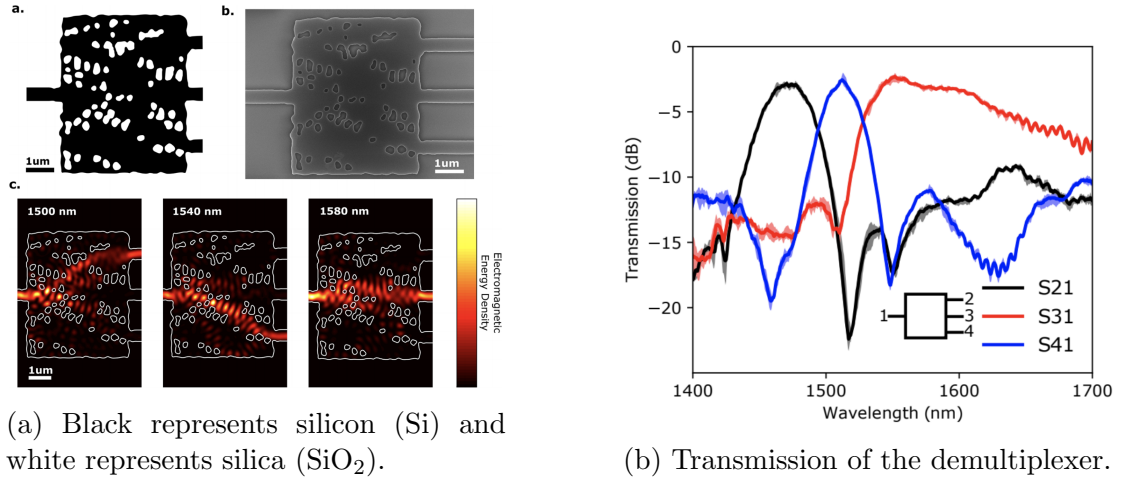 a.
1um
b.
1um
c.
1500 nm
1540 nm
1580 nm
1um
Electromagnetic
Energy Density
(a) Black represents silicon (Si) and
white represents silica (SiO₂).
0
−5
−10
−15
−20
Transmission (dB)
1400
1500
1600
1700
Wavelength (nm)
1
2
3
4
S21
S31
S41
(b) Transmission of the demultiplexer.